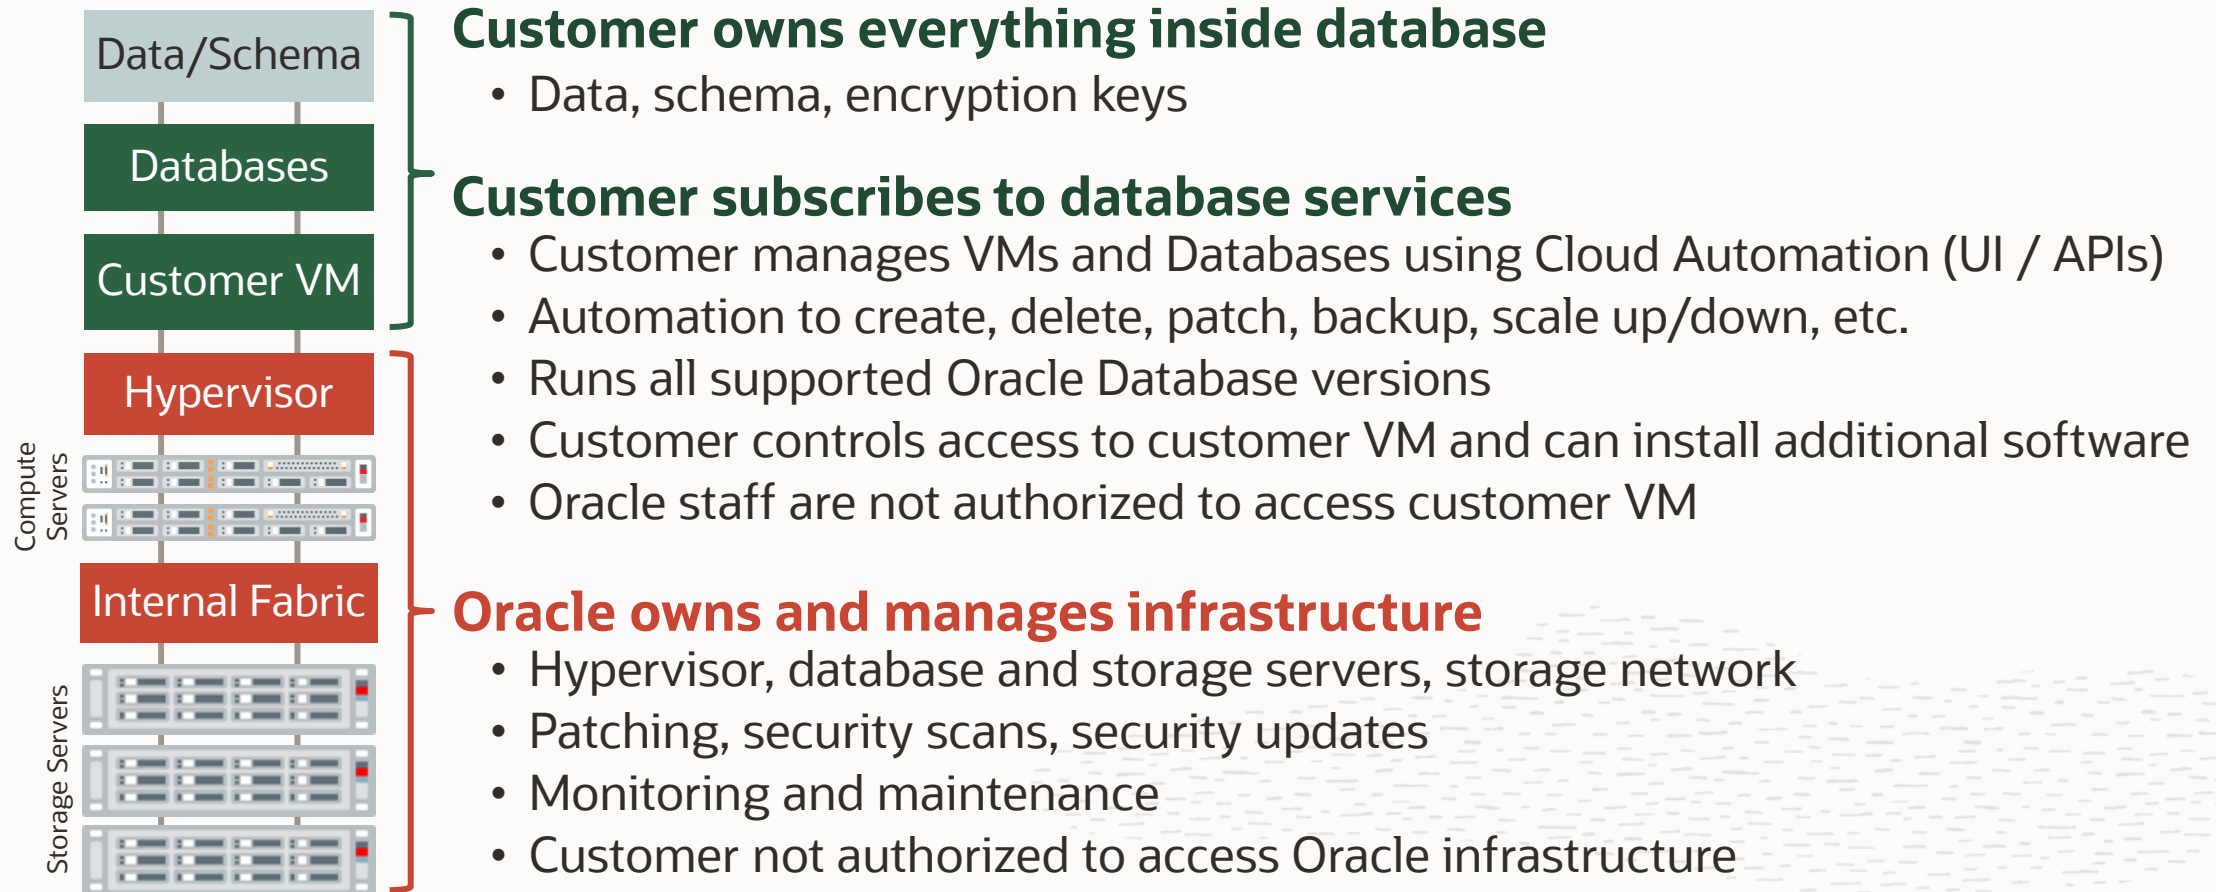 Data/Schema
Databases
Customer VM
Hypervisor
Compute
Servers
Internal Fabric
Storage Servers
Customer owns everything inside database
• Data, schema, encryption keys
Customer subscribes to database services
• Customer manages VMs and Databases using Cloud Automation (UI / APIs)
• Automation to create, delete, patch, backup, scale up/down, etc.
• Runs all supported Oracle Database versions
• Customer controls access to customer VM and can install additional software
• Oracle staff are not authorized to access customer VM
Oracle owns and manages infrastructure
• Hypervisor, database and storage servers, storage network
• Patching, security scans, security updates
• Monitoring and maintenance
• Customer not authorized to access Oracle infrastructure